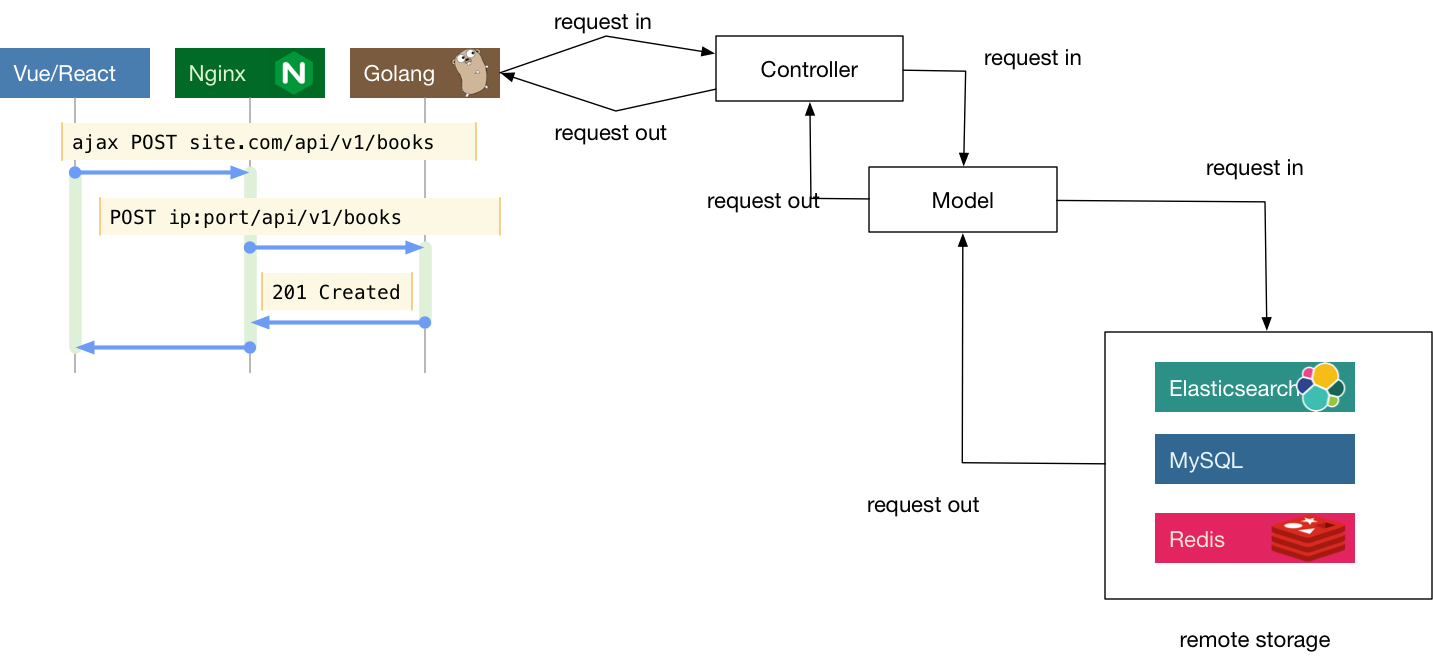 Vue/React
Nginx
N
Golang
ajax POST site.com/api/v1/books
POST ip:port/api/v1/books
201 Created
request in
request out
Controller
request in
request out
Model
request in
request out
Elasticsearch
MySQL
Redis
remote storage